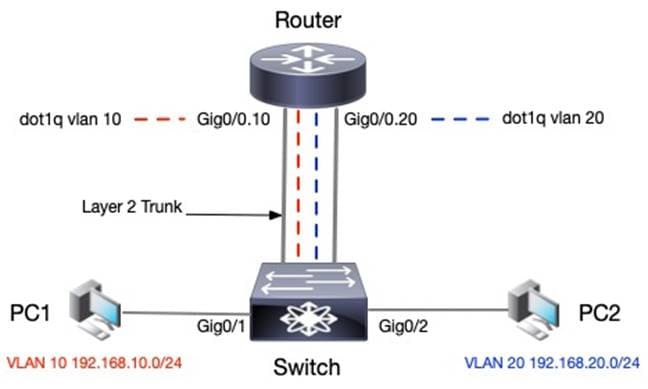 Router
dot1q vlan 10
Gig0/0.10
Gig0/0.20
dot1q vlan 20
Layer 2 Trunk
PC1
Gig0/1
Gig0/2
PC2
VLAN 10 192.168.10.0/24
Switch
VLAN 20 192.168.20.0/24